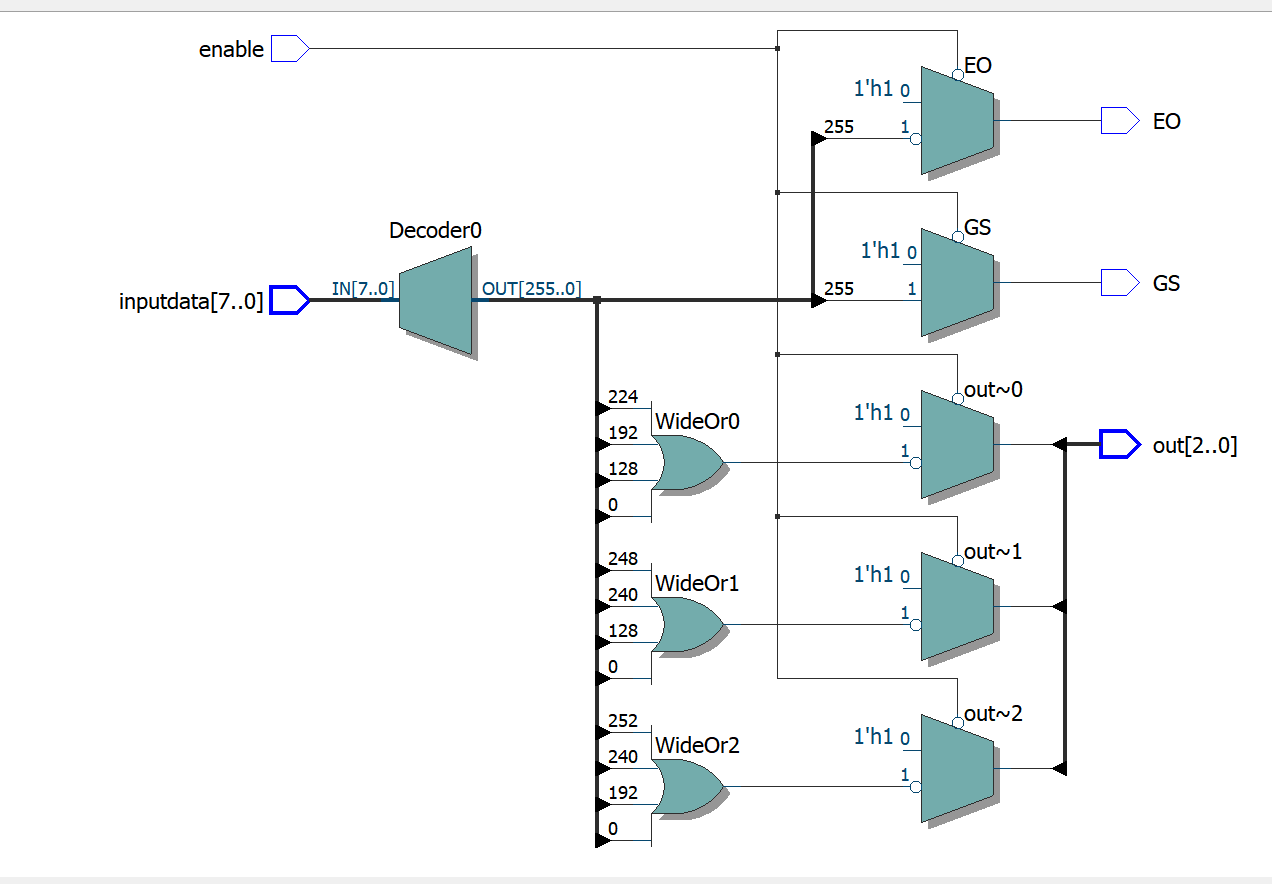 enable
EO
1'h1 0
255 1
EO
GS
1'h1 0
255 1
GS
Decoder0
IN[7..0]
OUT[255..0]
inputdata[7..0]
224
WideOr0
192
128
0
out~0
1'h1 0
1
out[2..0]
248
WideOr1
240
128
0
out~1
1'h1 0
1
252
WideOr2
240
192
0
out~2
1'h1 0
1